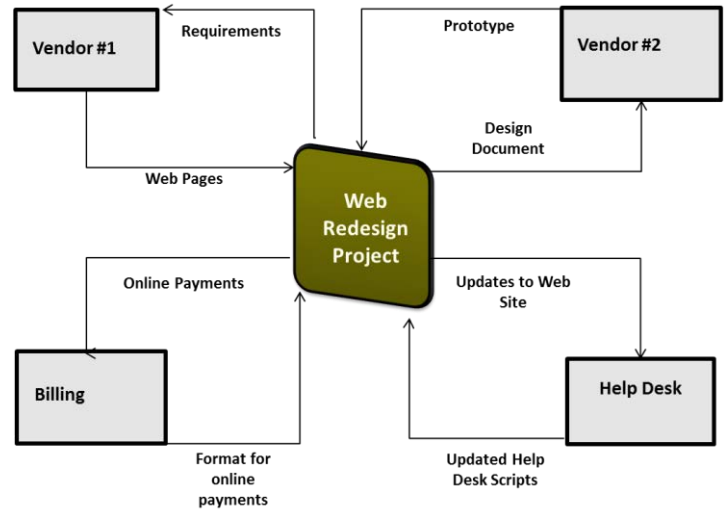 Vendor #1
Requirements
Prototype
Vendor #2
Design
Document
Web Pages
Web
Redesign
Project
Online Payments
Updates to Web
Site
Billing
Help Desk
Format for
online
payments
Updated Help
Desk Scripts